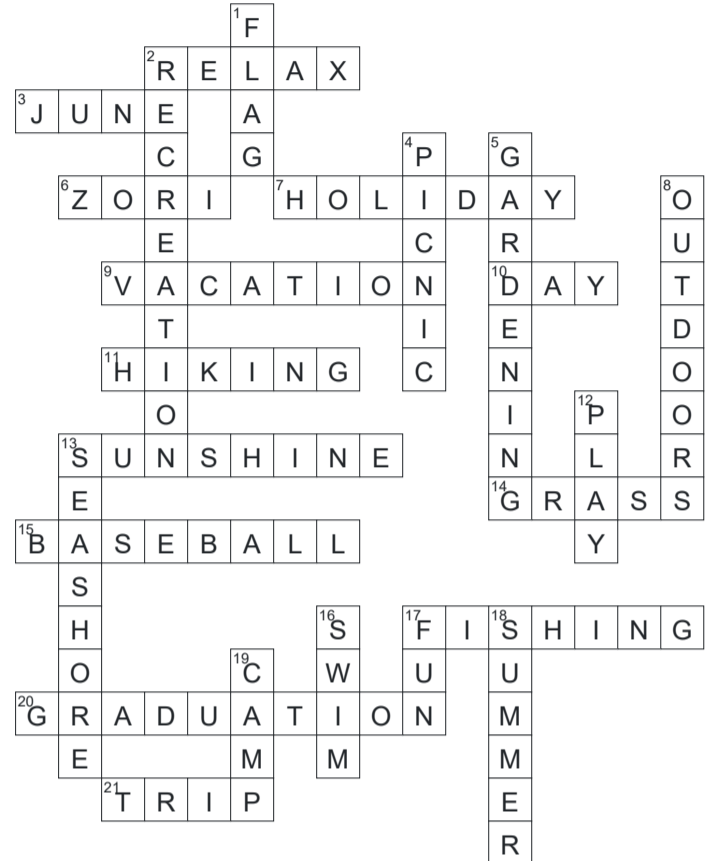 1 F
2 R E L A X
3 J U N E A
C G 4 P 5 G
6 Z O R I 7 H O L I D A Y 8 O
E C R U
9 V A C A T I O N 10 D A Y T
T I E D
11 H I K I N G C N O
O I 12 P O
13 S U N S H I N E N L R
E 14 G R A S S
15 B A S E B A L L Y
S
H 16 S 17 F I 18 S H I N G
O 19 C W U U
20 G R A D U A T I O N M
E M M M
21 T R I P E
R